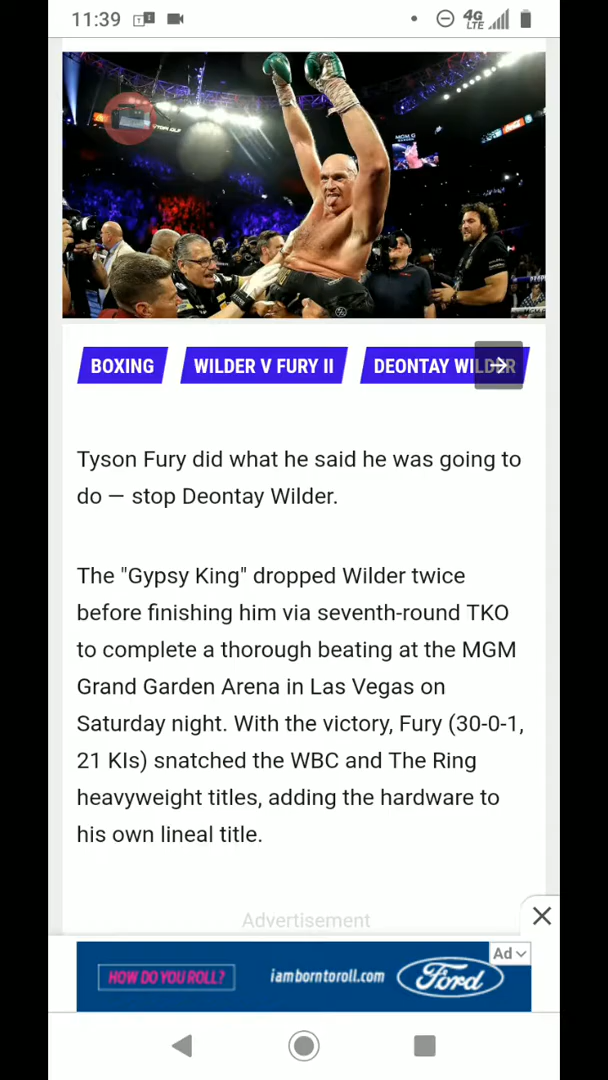 11:39
4G
LTE
MGM G
BOXING
WILDER V FURY II
DEONTAY WILDER
Tyson Fury did what he said he was going to
do — stop Deontay Wilder.
The "Gypsy King" dropped Wilder twice
before finishing him via seventh-round TKO
to complete a thorough beating at the MGM
Grand Garden Arena in Las Vegas on
Saturday night. With the victory, Fury (30-0-1,
21 KIs) snatched the WBC and The Ring
heavyweight titles, adding the hardware to
his own lineal title.
Advertisement
Ad
HOW DO YOU ROLL?
iamborntoroll.com
Ford